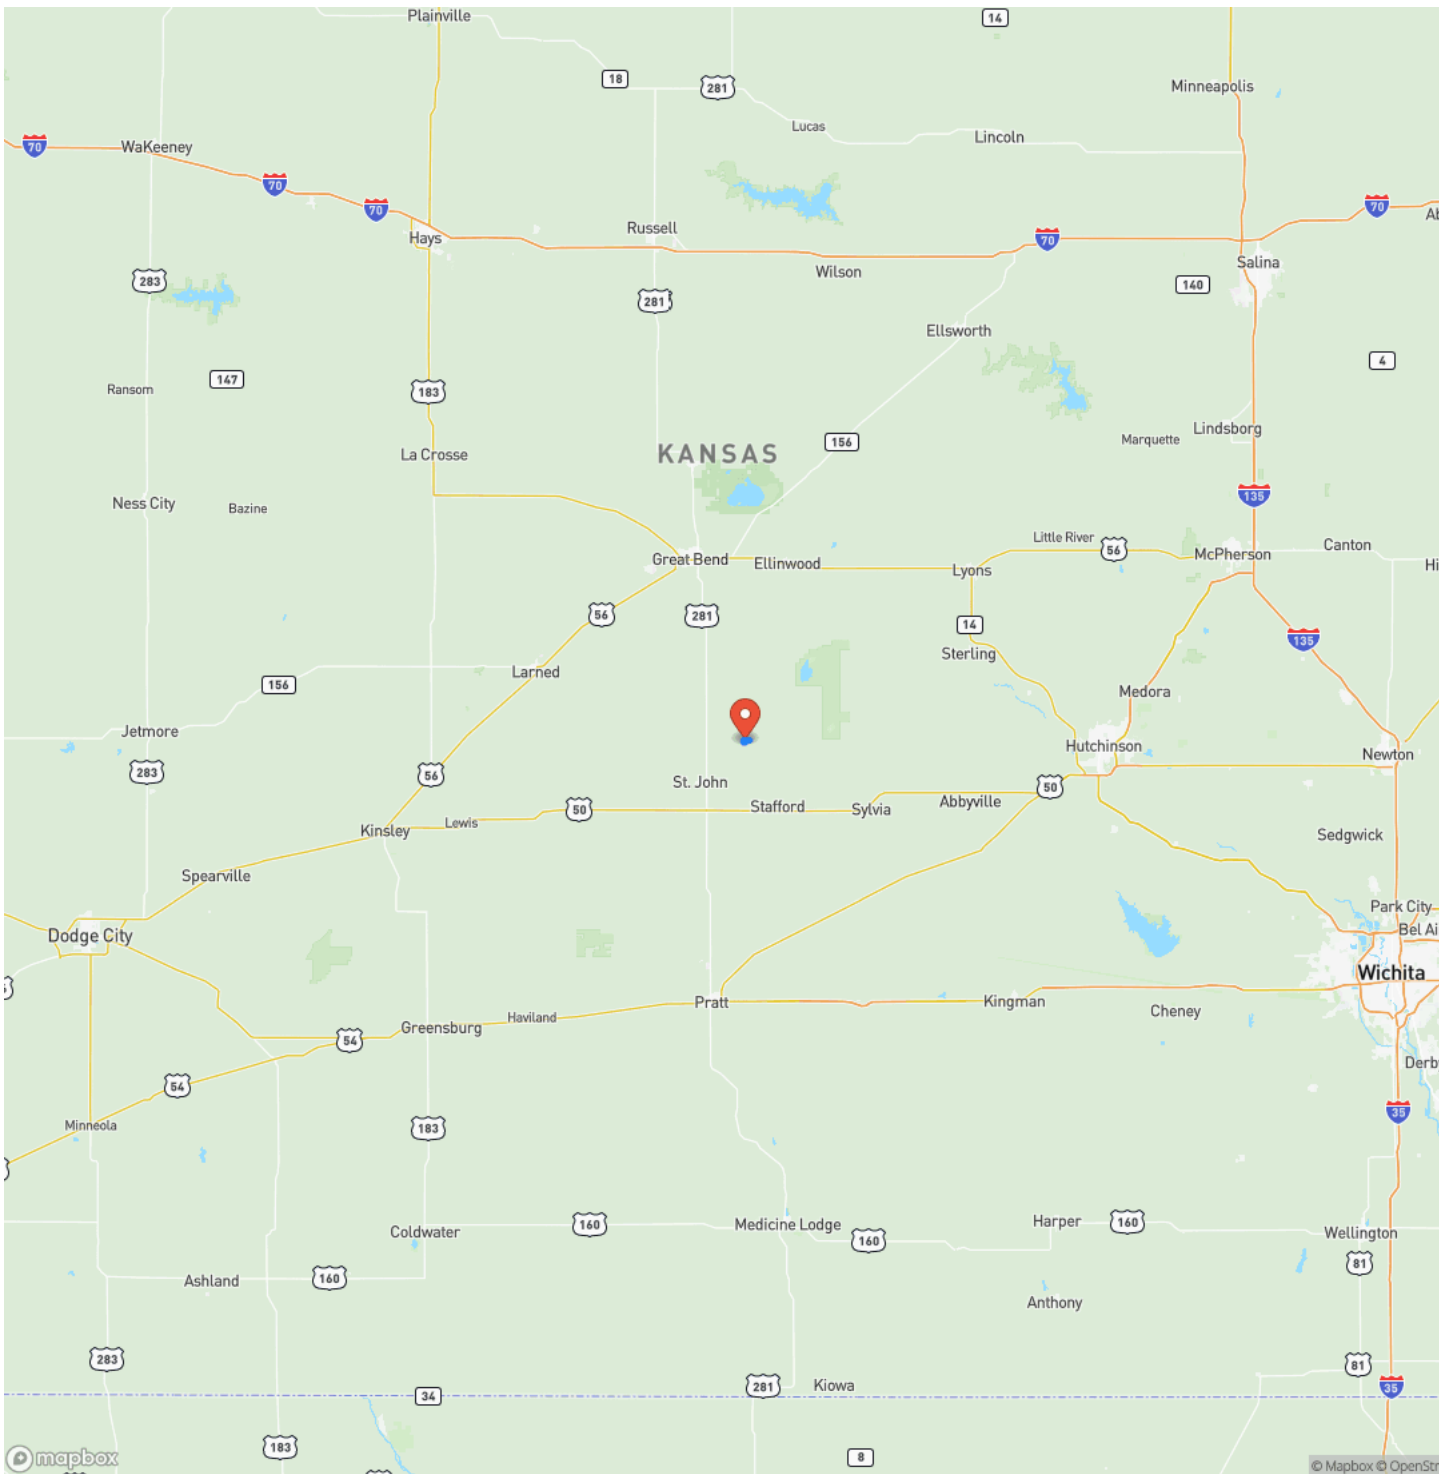 Plainville
14
18
281
Minneapolis
Lucas
Lincoln
70
WaKeeney
70
70
70
Hays
Russell
70
Ab
Wilson
Salina
283
281
140
Ellsworth
4
Ransom
147
183
La Crosse
KANSAS
156
Marquette
Lindsborg
Ness City
Bazine
135
Great Bend
Ellinwood
Lyons
Little River
56
McPherson
Canton
Hi
56
281
14
135
Larned
Sterling
156
Medora
Jetmore
Hutchinson
Newton
283
56
St. John
50
50
Stafford
Sylvia
Abbyville
Kinsley
Lewis
Sedgwick
Spearville
Park City
Dodge City
Bel Ai
Wichita
Pratt
Kingman
Cheney
Haviland
Greensburg
54
54
Derb
35
Minneola
183
Coldwater
160
Medicine Lodge
160
Harper
160
Wellington
81
Ashland
160
Anthony
283
81
34
281
Kiowa
35
183
8
mapbox
© Mapbox © OpenStr